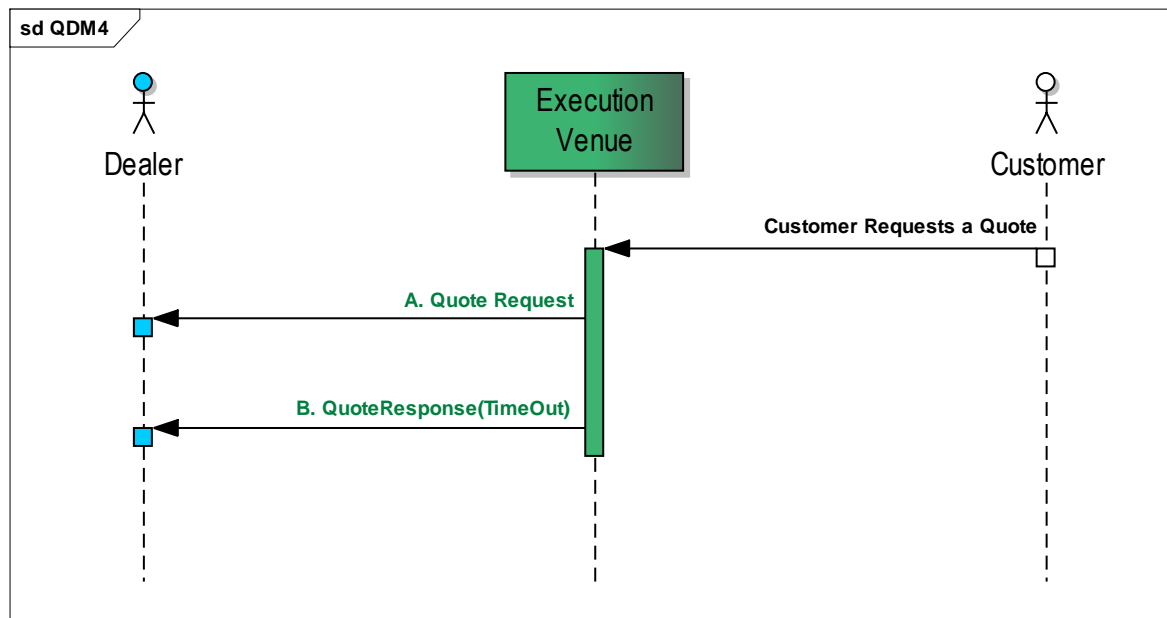 sd QDM4
Execution
Venue
Dealer
Customer
Customer Requests a Quote
A. Quote Request
B. QuoteResponse(TimeOut)